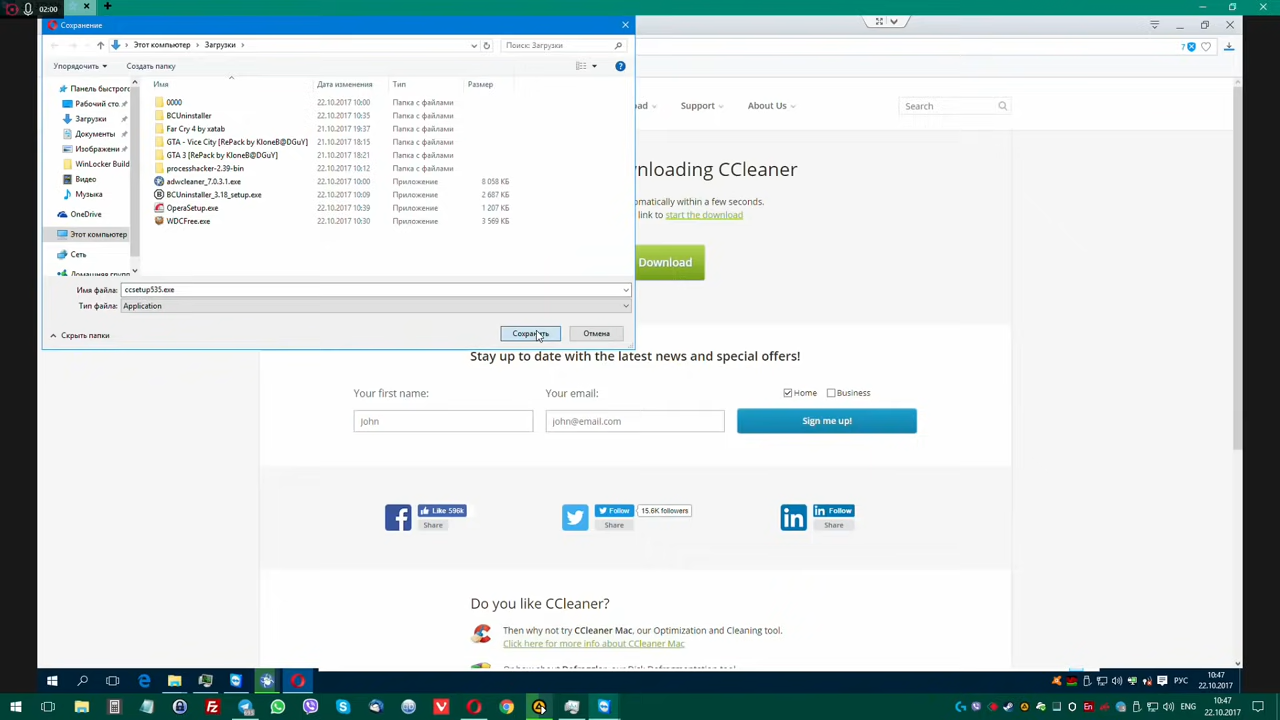 02:00
Сохранение
Этот компьютер
Загрузки
Поиск: Загрузки
Упорядочить
Создать папку
Имя
Дата изменения
Тип
Размер
Панель быстрого
Рабочий сто
Загрузки
Документы
Изображени
WinLocker Build
Видео
Музыка
OneDrive
Этот компьютер
Сеть
Домашняя групп
0000 22.10.2017 10:00 Папка с файлами
BCUninstaller 22.10.2017 10:35 Папка с файлами
Far Cry 4 by xatab 21.10.2017 19:37 Папка с файлами
GTA - Vice City [RePack by KloneB@DGuY] 21.10.2017 18:15 Папка с файлами
GTA 3 [RePack by KloneB@DGuY] 21.10.2017 18:21 Папка с файлами
processhacker-2.39-bin 22.10.2017 10:12 Папка с файлами
adwcleaner_7.0.3.1.exe 22.10.2017 10:00 Приложение 8 058 КБ
BCUninstaller_3.18_setup.exe 22.10.2017 10:09 Приложение 2 687 КБ
OperaSetup.exe 22.10.2017 10:39 Приложение 1 207 КБ
WDCFree.exe 22.10.2017 10:30 Приложение 3 569 КБ
Имя файла: ccsetup535.exe
Тип файла: Application
Скрыть папки
Сохранить
Отмена
7
oad
Support
About Us
Search
nloading CCleaner
omatically within a few seconds.
link to start the download
Download
Stay up to date with the latest news and special offers!
Your first name:
Your email:
Home
Business
John
john@email.com
Sign me up!
Like 596k
Share
Follow
15.6K followers
Share
in Follow
Share
Do you like CCleaner?
Then why not try CCleaner Mac, our Optimization and Cleaning tool.
Click here for more info about CCleaner Mac
РУС
10:47
22.10.2017
10:47
22.10.2017